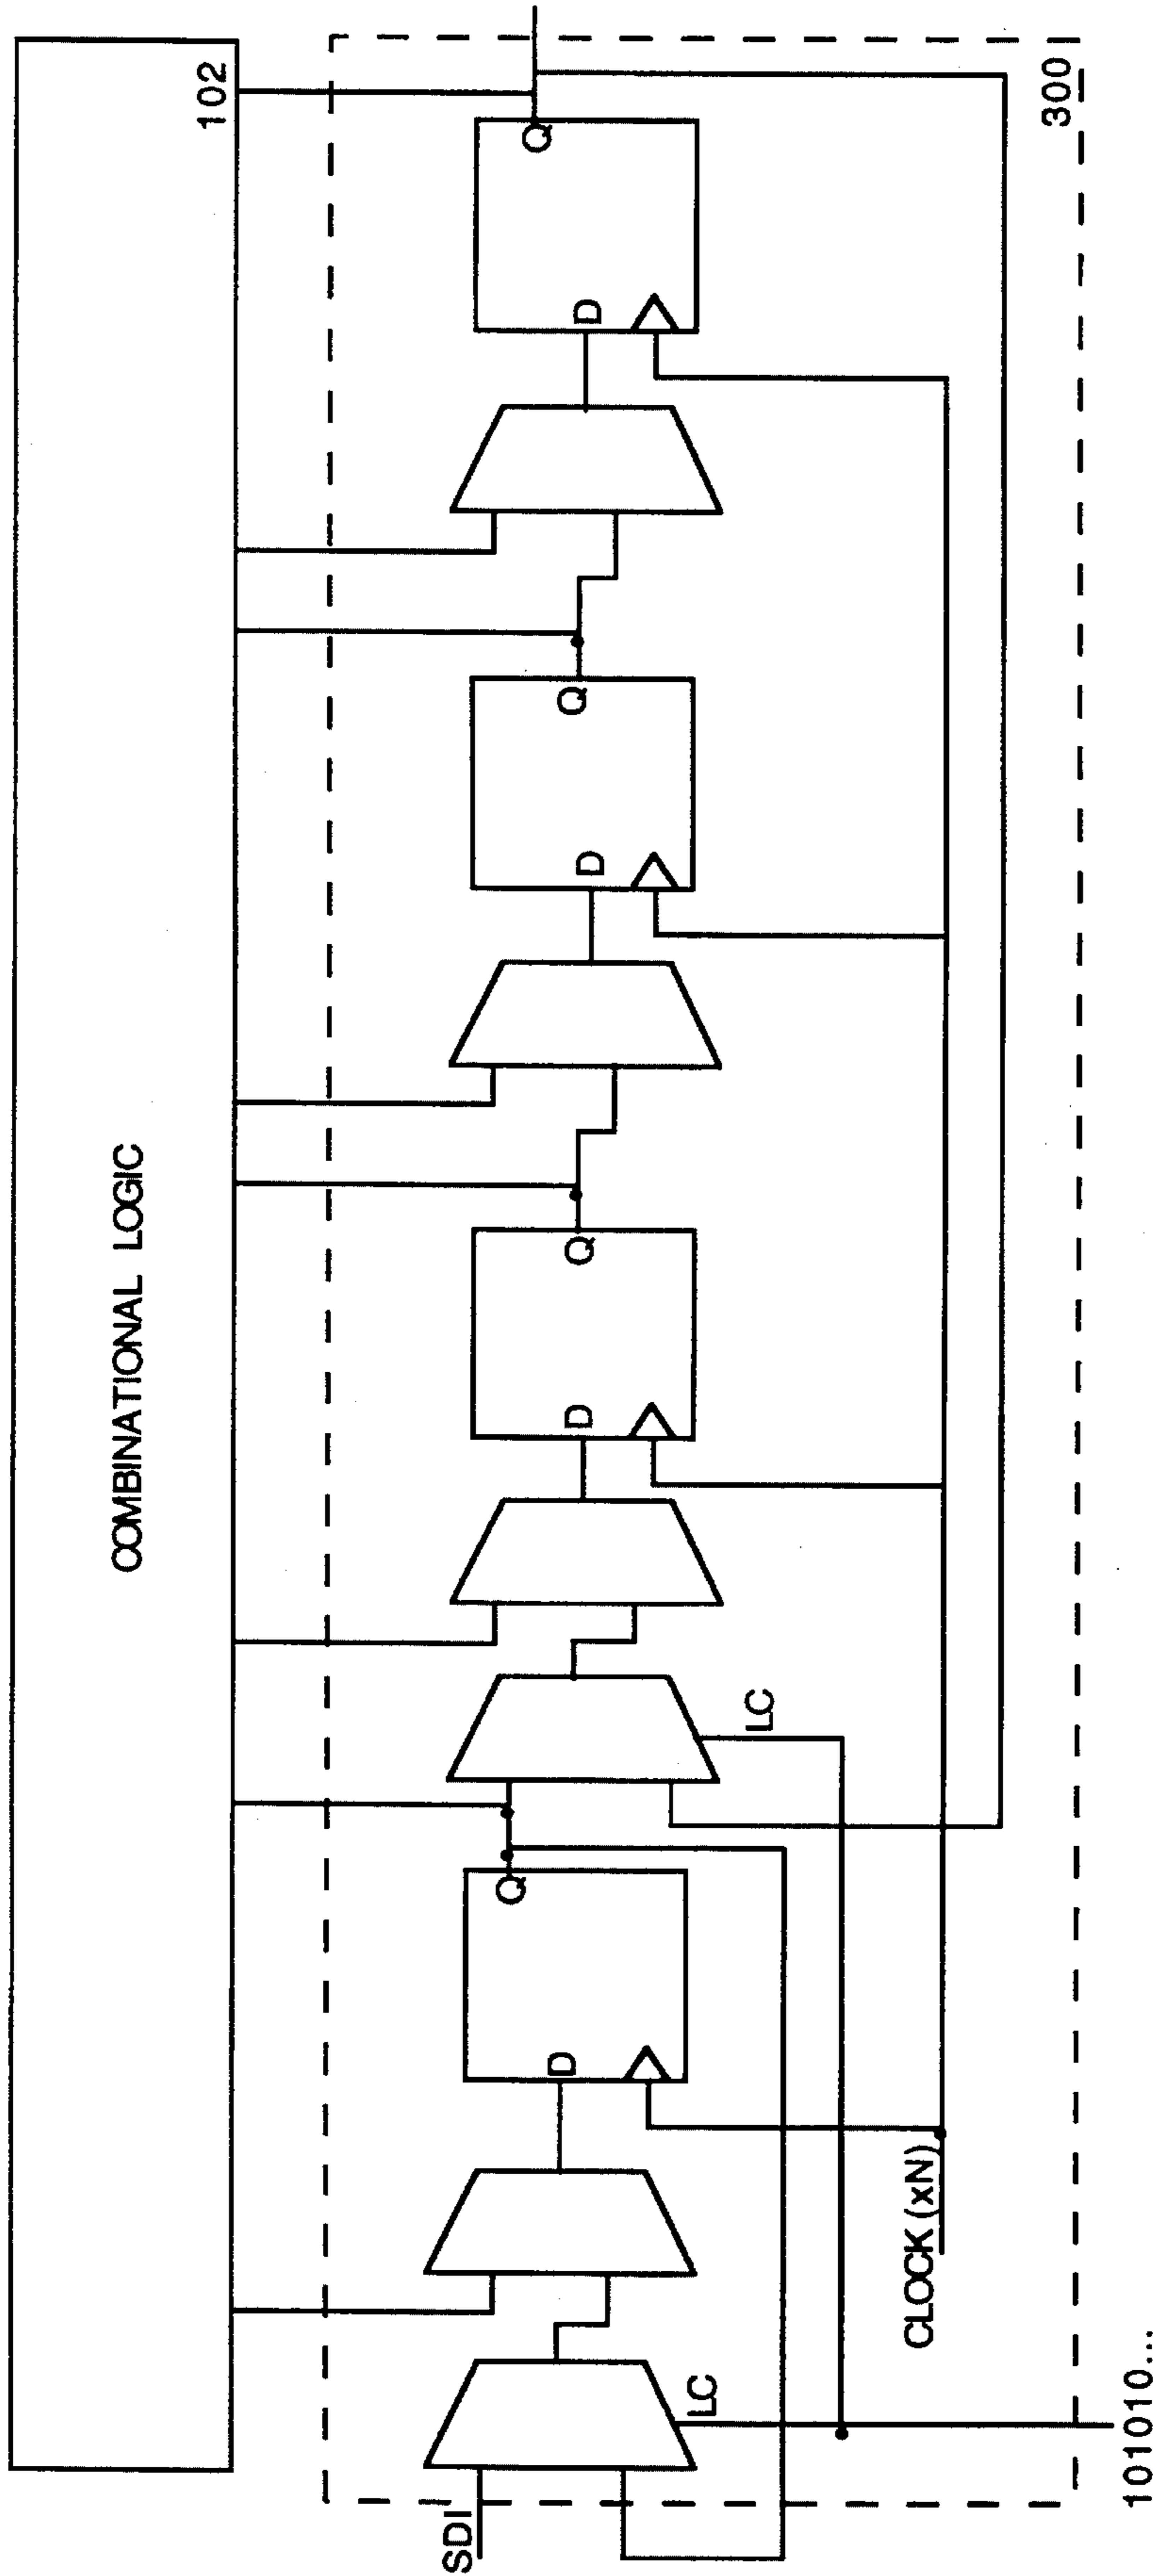 COMBINATIONAL LOGIC
102
SDI
LC
D
Q
LC
D
Q
D
Q
D
Q
CLOCK (xN)
300
101010...